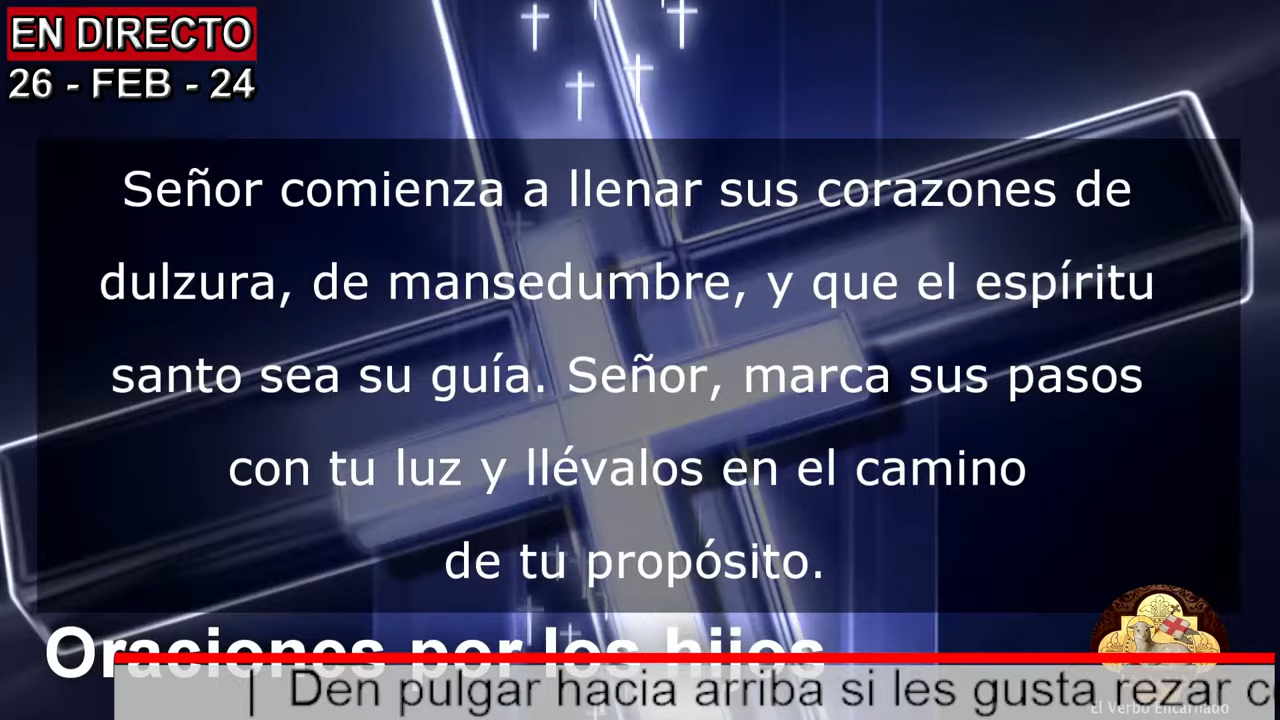 EN DIRECTO
26 - FEB - 24
Señor comienza a llenar sus corazones de
dulzura, de mansedumbre, y que el espíritu
santo sea su guía. Señor, marca sus pasos
con tu luz y llévalos en el camino
de tu propósito.
Oraciones por los hijos
| Den pulgar hacia arriba si les gusta rezar c
El Verbo Encarnado